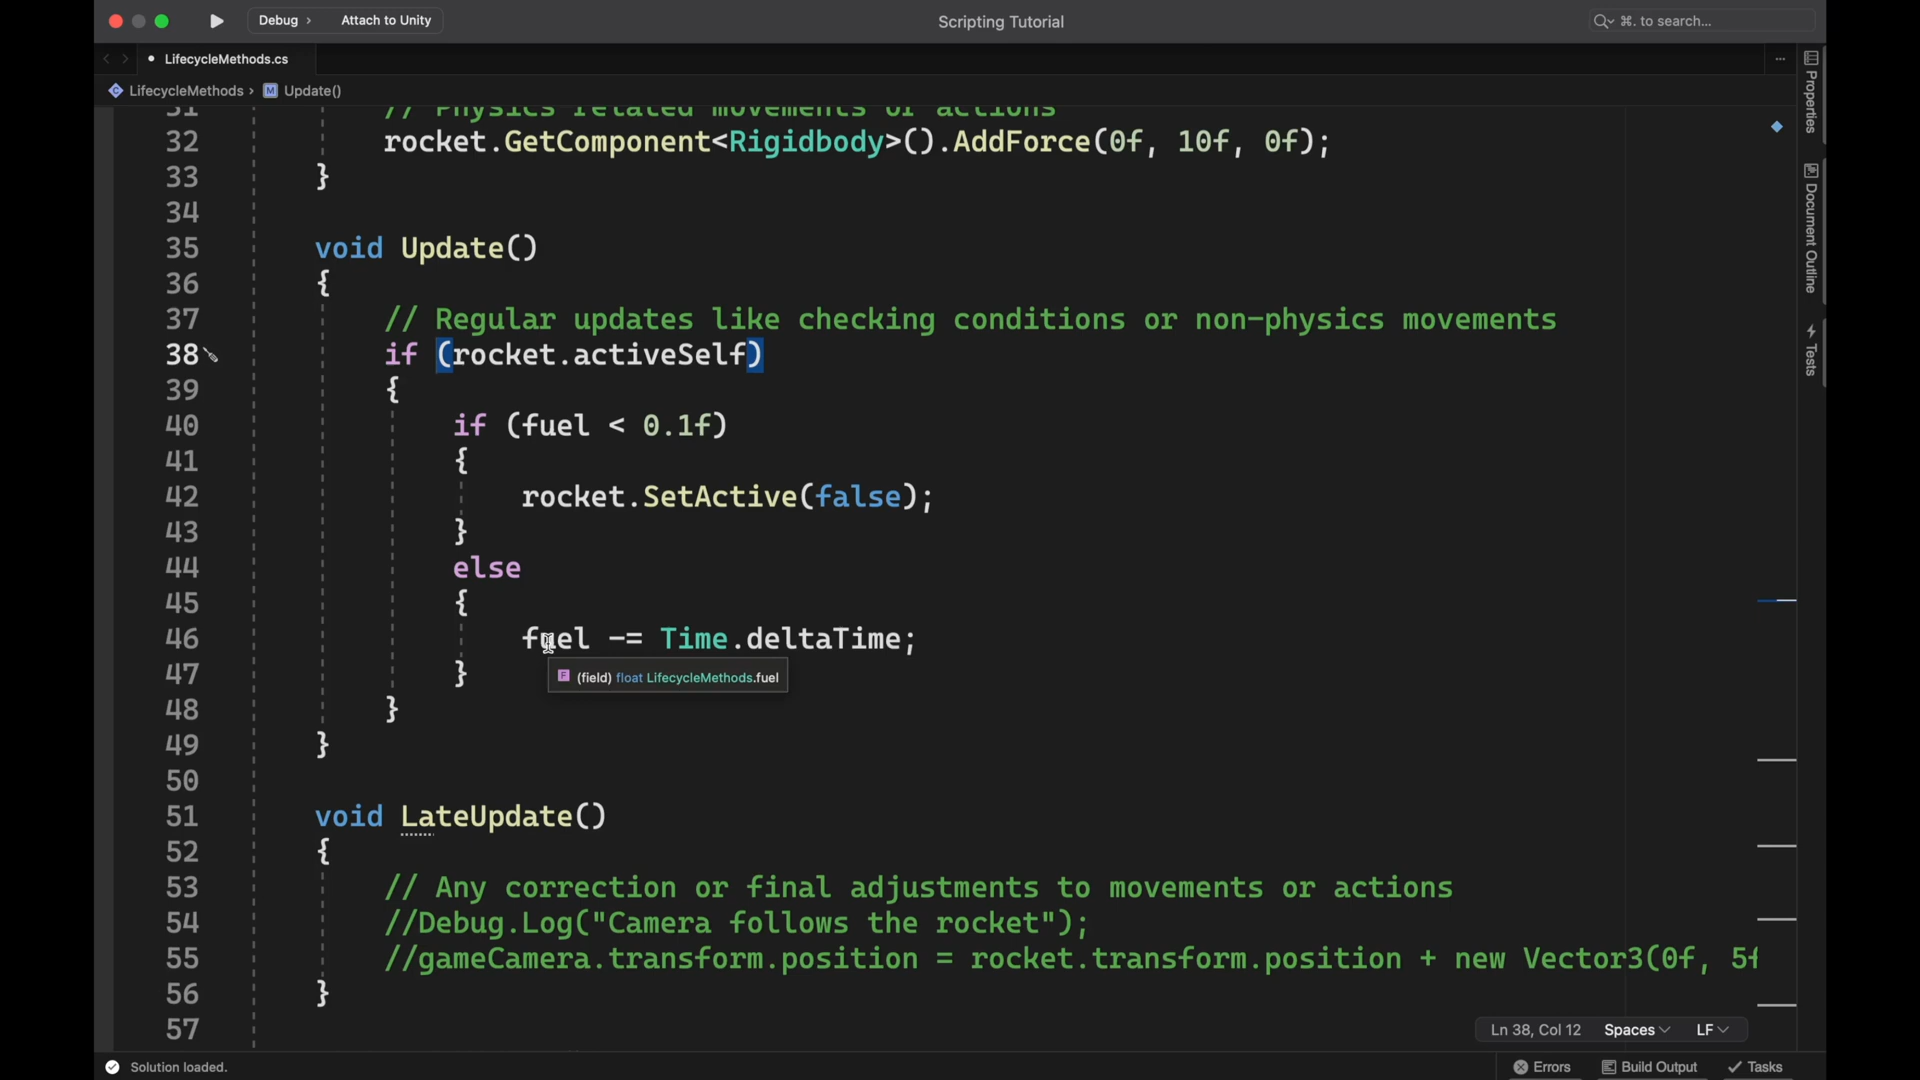 Debug › Attach to Unity
Scripting Tutorial
⌘. to search...
LifecycleMethods.cs
LifecycleMethods › M Update()
31 // Physics related movements or actions
32 rocket.GetComponent<Rigidbody>().AddForce(0f, 10f, 0f);
33 }
34
35 void Update()
36 {
37 // Regular updates like checking conditions or non-physics movements
38 if (rocket.activeSelf)
39 {
40 if (fuel < 0.1f)
41 {
42 rocket.SetActive(false);
43 }
44 else
45 {
46 fuel -= Time.deltaTime;
(field) float LifecycleMethods.fuel
47 }
48 }
49 }
50
51 void LateUpdate()
52 {
53 // Any correction or final adjustments to movements or actions
54 //Debug.Log("Camera follows the rocket");
55 //gameCamera.transform.position = rocket.transform.position + new Vector3(0f, 5f
56 }
57
Properties
Document Outline
Tests
Ln 38, Col 12 Spaces LF
Solution loaded.
Errors Build Output Tasks